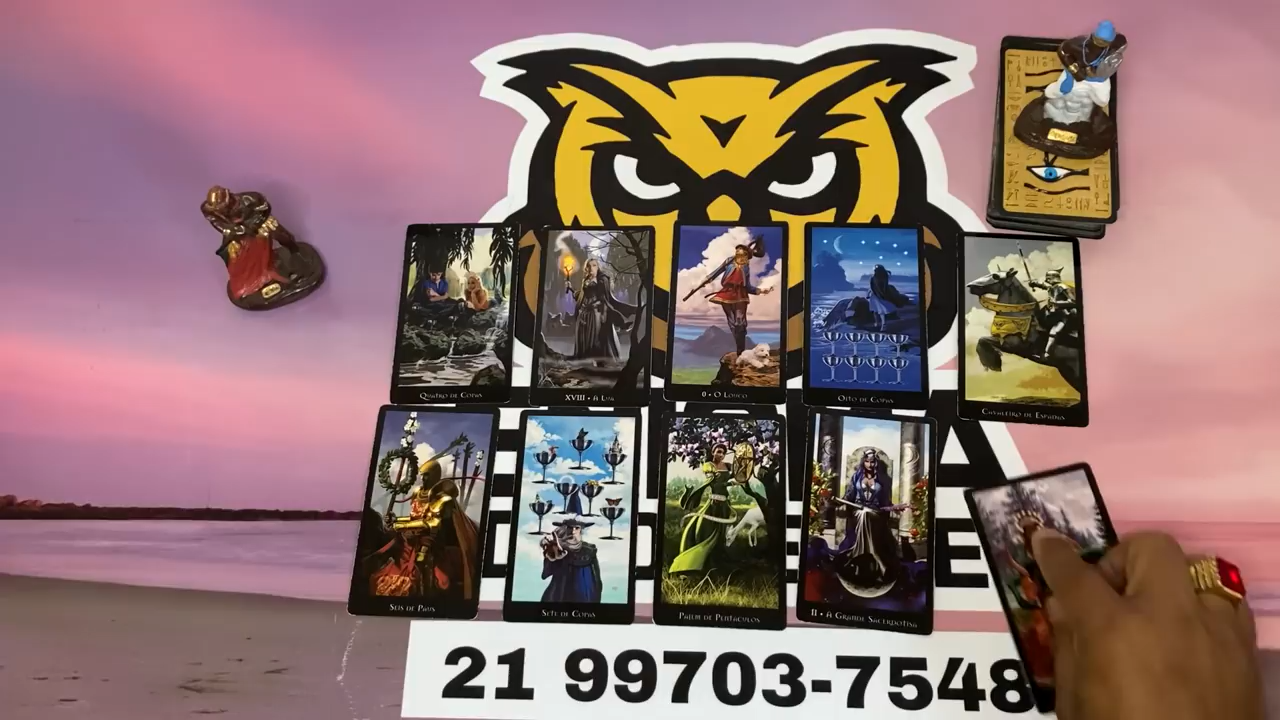 Quatro de Copas
XVIII • A Lua
0 • O Louco
Oito de Copas
Cavaleiro de Espadas
Seis de Paus
Sete de Copas
Pajem de Pentáculos
II • A Grande Sacerdotisa
21 99703-7548